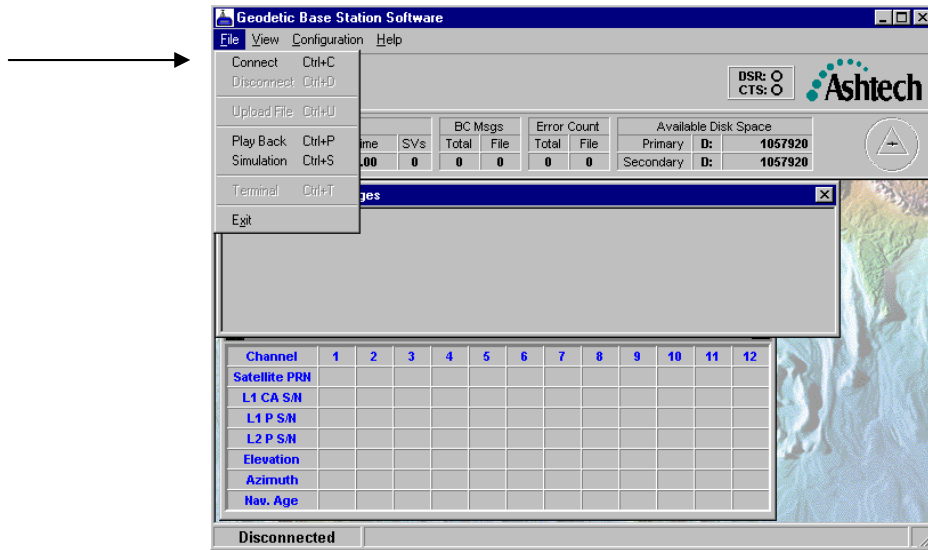 Geodetic Base Station Software
File View Configuration Help
Connect Ctrl+C
Disconnect Ctrl+D
Upload File Ctrl+U
Play Back Ctrl+P
Simulation Ctrl+S
Terminal Ctrl+T
Exit
DSR:
CTS:
Ashtech
BC Msgs Error Count Available Disk Space
ime SVs Total File Total File Primary D: 1057920
.00 0 0 0 0 0 Secondary D: 1057920
ges
Channel 1 2 3 4 5 6 7 8 9 10 11 12
Satellite PRN
L1 CA S/N
L1 P S/N
L2 P S/N
Elevation
Azimuth
Nav. Age
Disconnected